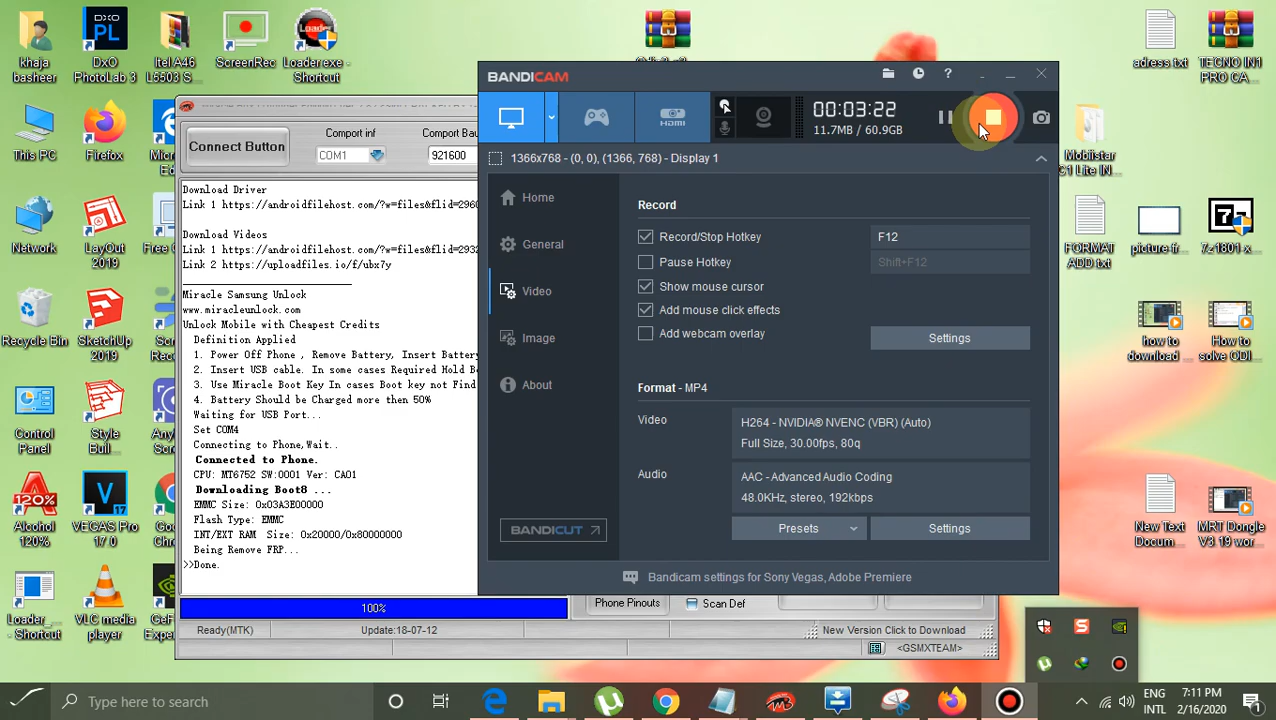 khaja
basheer
DxO
PhotoLab 3
Itel A46
L5503 S...
ScreenRec
Loader.exe -
Shortcut
adress.txt
TECNO IN1
PRO CA...
This PC
Firefox
Network
LayOut
2019
Recycle Bin
SketchUp
2019
Control
Panel
Style
Buil...
Alcohol
120%
VEGAS Pro
17.0
Loader_...
- Shortcut
VLC media
player
Mobiistar
C1 Lite IN...
FORMAT
ADD.txt
picture-fr...
7z1801 x...
how to
download ...
How to
solve ODI...
New Text
Docum...
MRT Dongle
V3 19 wor...
Connect Button
Comport inf
COM1
921600
Download Driver
Link 1 https://androidfilehost.com/?w=files&flid=2960
Download Videos
Link 1 https://androidfilehost.com/?w=files&flid=2932
Link 2 https://uploadfiles.io/f/ubx7y
Miracle Samsung Unlock
www.miracleunlock.com
Unlock Mobile with Cheapest Credits
Definition Applied
1. Power Off Phone , Remove Battery, Insert Battery
2. Insert USB cable. In some cases Required Hold B
3. Use Miracle Boot Key In cases Boot key not Find
4. Battery Should be Charged more then 50%
Waiting for USB Port...
Set COM4
Connecting to Phone,Wait..
Connected to Phone.
CPU: MT6752 SW:0001 Ver: CA01
Downloading Boot8 ...
EMMC Size: 0x03A3E00000
Flash Type: EMMC
INT/EXT RAM Size: 0x20000/0x80000000
Being Remove FRP...
>>Done.
100%
Phone Pinouts
Scan Def
Ready(MTK)
Update:18-07-12
New Version Click to Download
<GSMXTEAM>
BANDICAM
HDMI
00:03:22
11.7MB / 60.9GB
1366x768 - (0, 0), (1366, 768) - Display 1
Home
General
Video
Image
About
BANDICUT
Record
Record/Stop Hotkey
F12
Pause Hotkey
Shift+F12
Show mouse cursor
Add mouse click effects
Add webcam overlay
Settings
Format - MP4
Video
H264 - NVIDIA® NVENC (VBR) (Auto)
Full Size, 30.00fps, 80q
Audio
AAC - Advanced Audio Coding
48.0KHz, stereo, 192kbps
Presets
Settings
Bandicam settings for Sony Vegas, Adobe Premiere
Type here to search
ENG
INTL
7:11 PM
2/16/2020